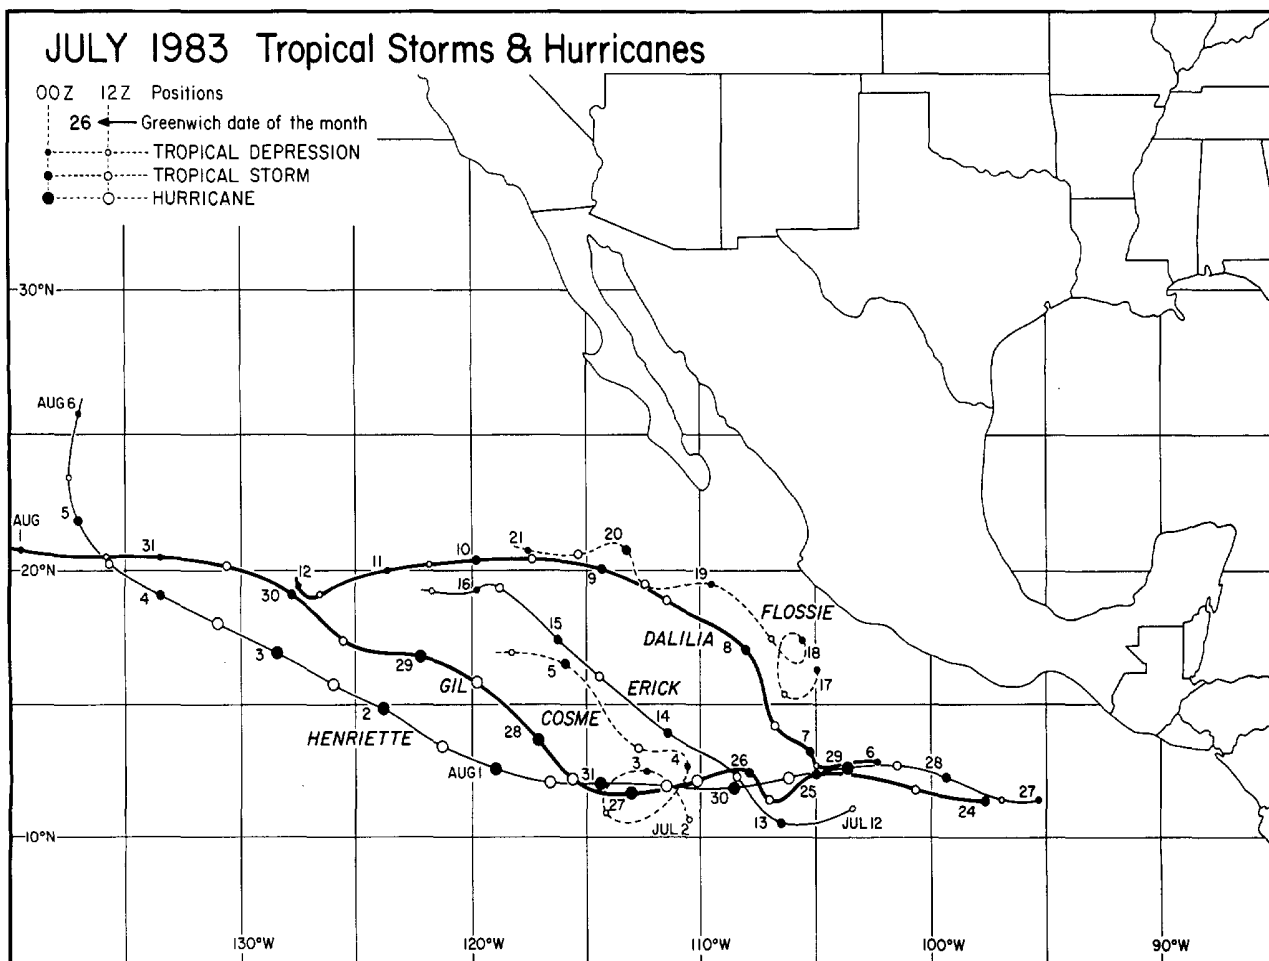 JULY 1983 Tropical Storms & Hurricanes
00Z 12Z Positions
26 Greenwich date of the month
TROPICAL DEPRESSION
TROPICAL STORM
HURRICANE
30°N
AUG 6
5
AUG
1
31
20°N
4
30
12
11
10
21
20
9
19
16
FLOSSIE
18
17
DALILIA
8
15
3
29
5
GIL
ERICK
COSME
14
2
HENRIETTE
28
7
29
6
26
3
4
28
AUG 1
31
25
27
30
24
27
13
JUL 2
JUL 12
10°N
130°W
120°W
110°W
100°W
90°W